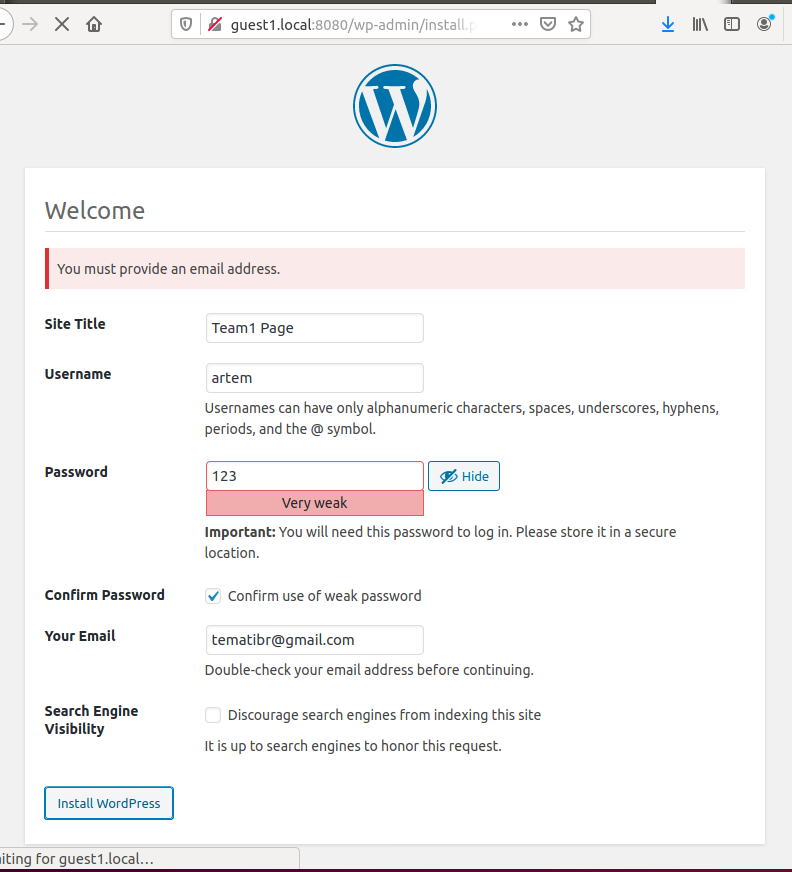 guest1.local:8080/wp-admin/install.p
Welcome
You must provide an email address.
Site Title
Team1 Page
Username
artem
Usernames can have only alphanumeric characters, spaces, underscores, hyphens,
periods, and the @ symbol.
Password
123
Hide
Very weak
Important: You will need this password to log in. Please store it in a secure
location.
Confirm Password
Confirm use of weak password
Your Email
tematibr@gmail.com
Double-check your email address before continuing.
Search Engine
Visibility
Discourage search engines from indexing this site
It is up to search engines to honor this request.
Install WordPress
iting for guest1.local…